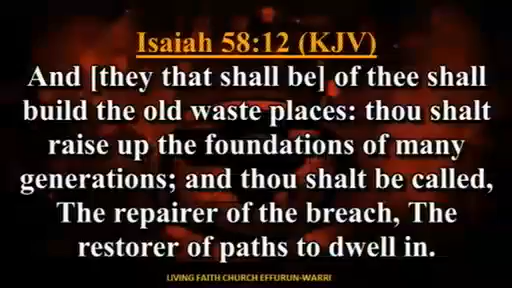 Isaiah 58:12 (KJV)
And [they that shall be] of thee shall
build the old waste places: thou shalt
raise up the foundations of many
generations; and thou shalt be called,
The repairer of the breach, The
restorer of paths to dwell in.
LIVING FAITH CHURCH EFFURUN-WARRI